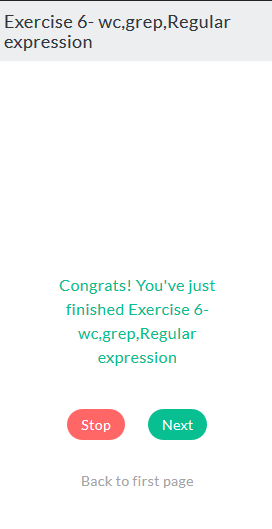 Exercise 6- wc,grep,Regular
expression
Congrats! You've just
finished Exercise 6-
wc,grep,Regular
expression
Stop
Next
Back to first page